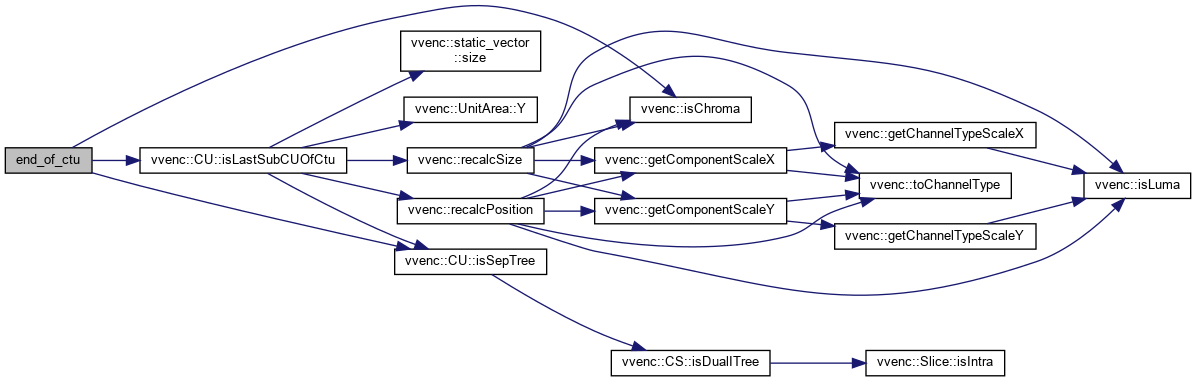 end_of_ctu
vvenc::CU::isLastSubCUOfCtu
vvenc::static_vector
::size
vvenc::UnitArea::Y
vvenc::recalcSize
vvenc::recalcPosition
vvenc::CU::isSepTree
vvenc::isChroma
vvenc::getComponentScaleX
vvenc::getComponentScaleY
vvenc::CS::isDualITree
vvenc::getChannelTypeScaleX
vvenc::toChannelType
vvenc::getChannelTypeScaleY
vvenc::Slice::isIntra
vvenc::isLuma